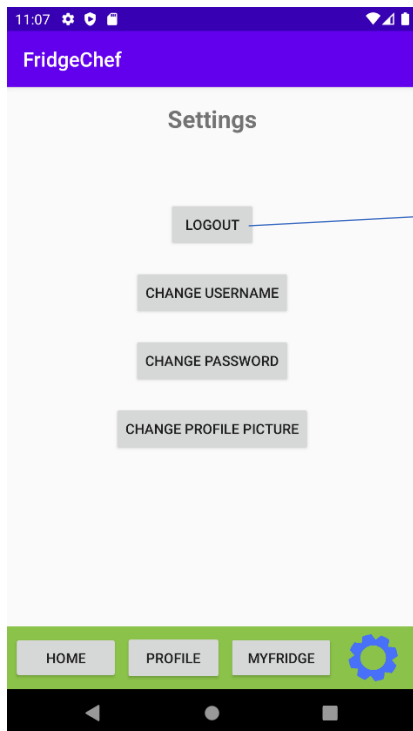 11:07
FridgeChef
Settings
LOGOUT
CHANGE USERNAME
CHANGE PASSWORD
CHANGE PROFILE PICTURE
HOME PROFILE MYFRIDGE